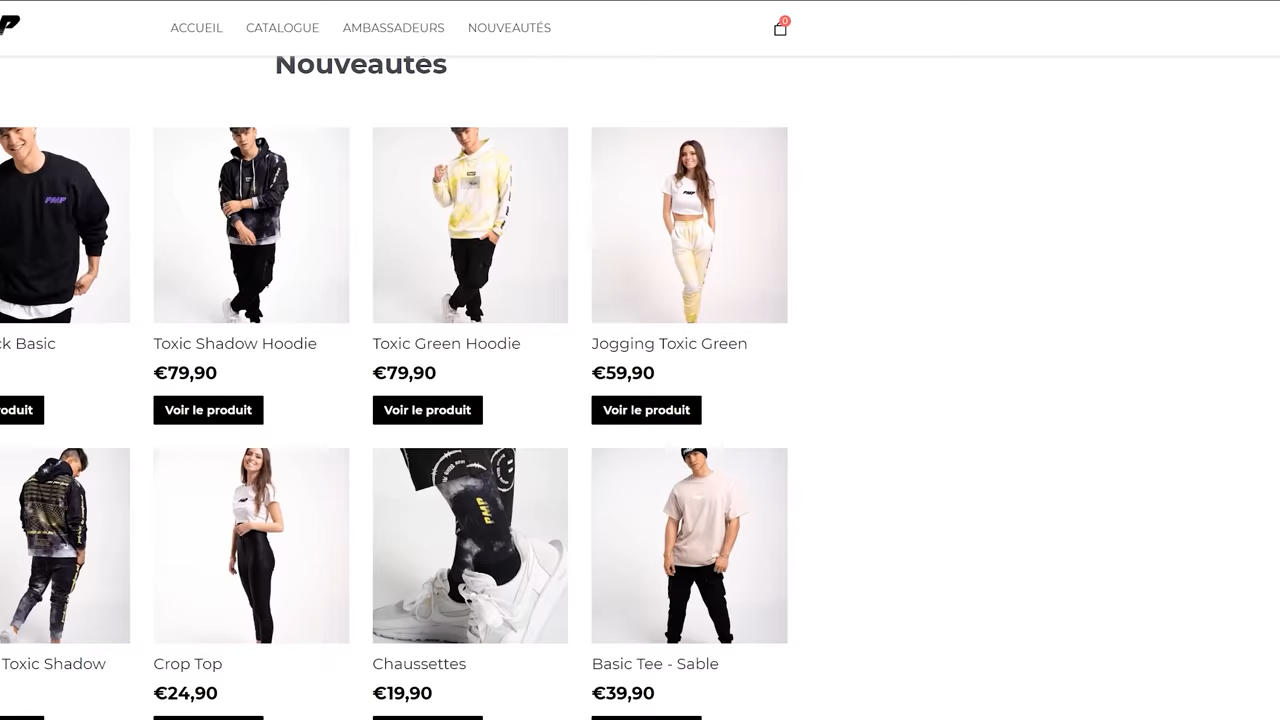 ACCUEIL CATALOGUE AMBASSADEURS NOUVEAUTÉS 0
Nouveautés
PMP
PMP
PMP
ck Basic Toxic Shadow Hoodie Toxic Green Hoodie Jogging Toxic Green
€79,90 €79,90 €59,90
oduit Voir le produit Voir le produit Voir le produit
Toxic Shadow Crop Top Chaussettes Basic Tee - Sable
€24,90 €19,90 €39,90